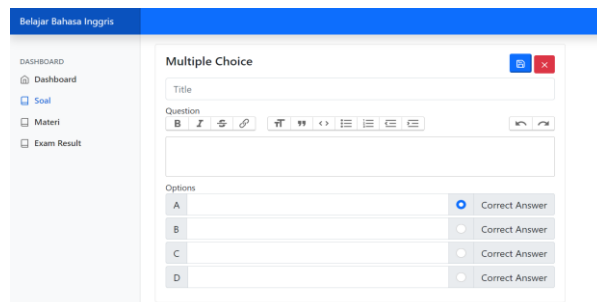 Belajar Bahasa Inggris
DASHBOARD
Dashboard
Soal
Materi
Exam Result
Multiple Choice
Title
Question
B I S
Options
A Correct Answer
B Correct Answer
C Correct Answer
D Correct Answer